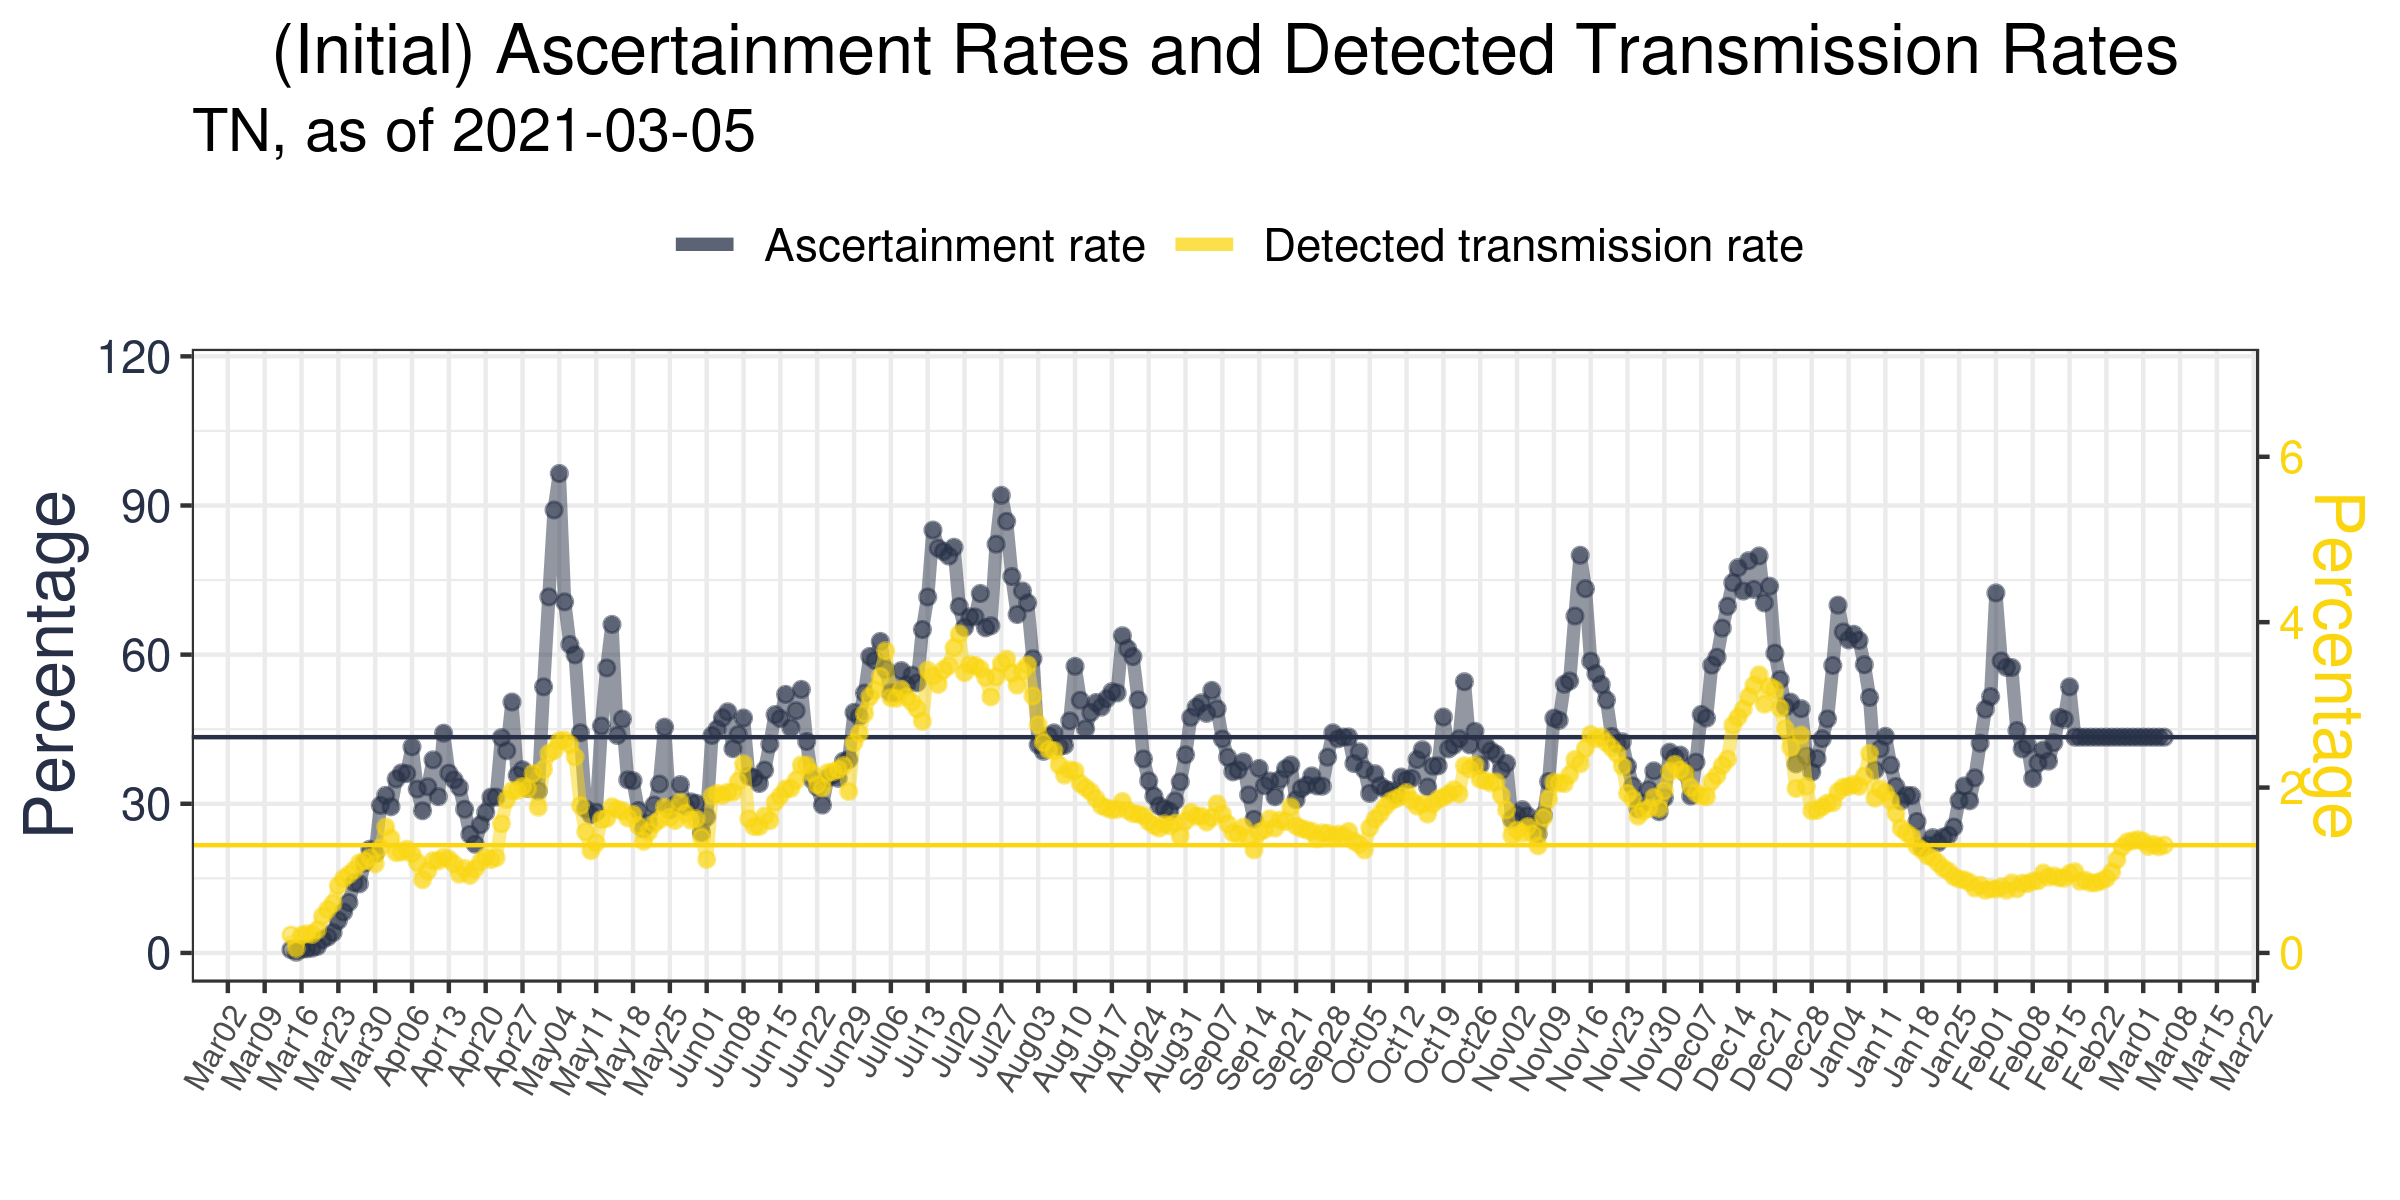 (Initial) Ascertainment Rates and Detected Transmission Rates
TN, as of 2021-03-05
Ascertainment rate
Detected transmission rate
Percentage
120
90
60
30
0
6
4
2
0
Percentage
Mar02
Mar09
Mar16
Mar23
Mar30
Apr06
Apr13
Apr20
Apr27
May04
May11
May18
May25
Jun01
Jun08
Jun15
Jun22
Jun29
Jul06
Jul13
Jul20
Jul27
Aug03
Aug10
Aug17
Aug24
Aug31
Sep07
Sep14
Sep21
Sep28
Oct05
Oct12
Oct19
Oct26
Nov02
Nov09
Nov16
Nov23
Nov30
Dec07
Dec14
Dec21
Dec28
Jan04
Jan11
Jan18
Jan25
Feb01
Feb08
Feb15
Feb22
Mar01
Mar08
Mar15
Mar22